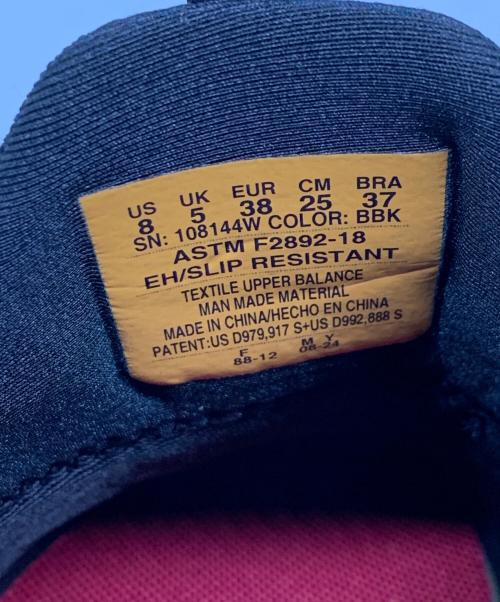 US UK EUR CM BRA
8 5 38 25 37
SN: 108144W COLOR: BBK
ASTM F2892-18
EH/SLIP RESISTANT
TEXTILE UPPER BALANCE
MAN MADE MATERIAL
MADE IN CHINA/HECHO EN CHINA
PATENT:US D979,917 S+US D992,888 S
F M Y
88-12 08-24